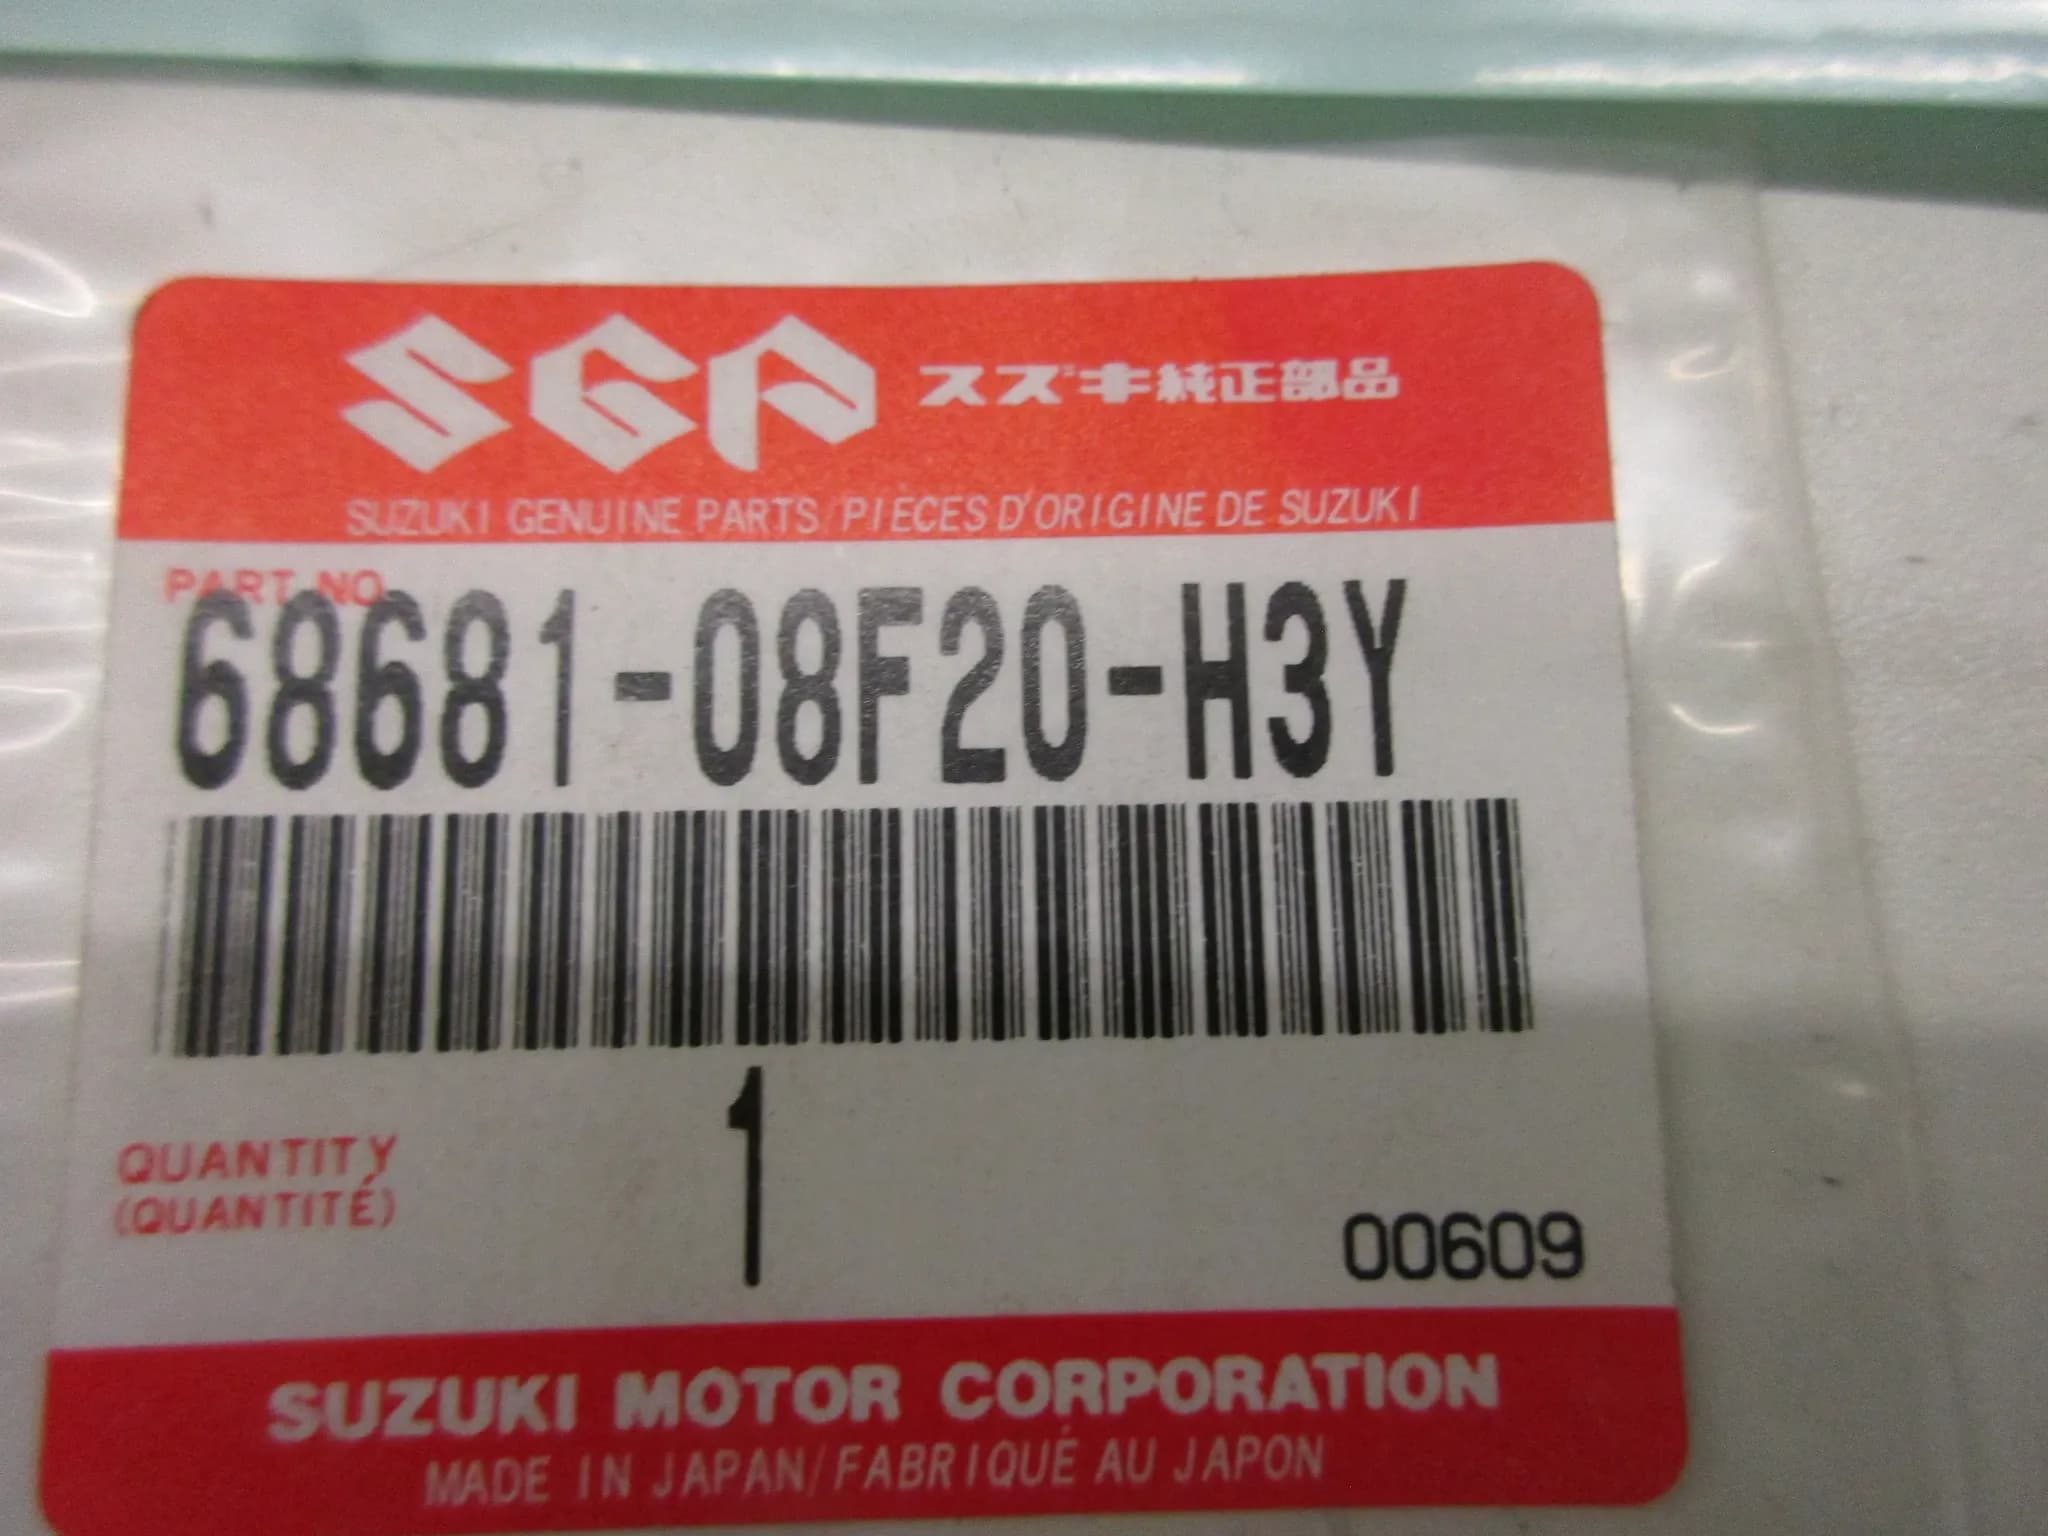 SGP スズキ純正部品
SUZUKI GENUINE PARTS/PIÈCES D'ORIGINE DE SUZUKI
PART NO.
68681-08F20-H3Y
1
QUANTITY
(QUANTITÉ)
00609
SUZUKI MOTOR CORPORATION
MADE IN JAPAN/FABRIQUÉ AU JAPON